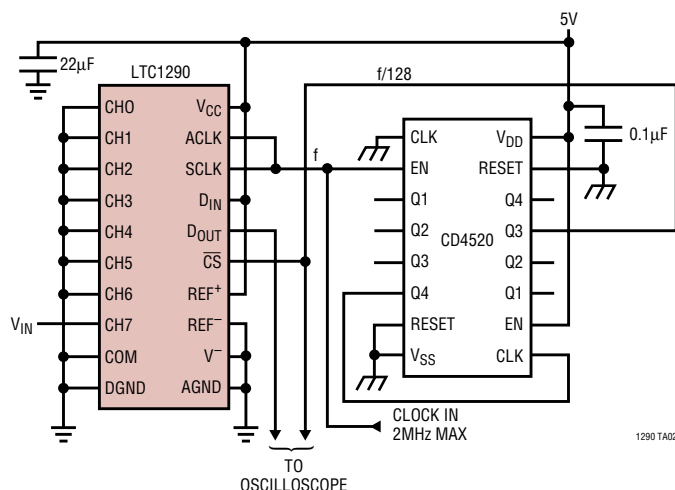 5V
22µF
LTC1290
f/128
CH0
CH1
CH2
CH3
CH4
CH5
CH6
CH7
COM
DGND
VCC
ACLK
SCLK
DIN
DOUT
CS
REF+
REF–
V–
AGND
VIN
f
CLK
EN
Q1
Q2
Q3
Q4
RESET
VSS
CD4520
VDD
RESET
Q4
Q3
Q2
Q1
EN
CLK
0.1µF
CLOCK IN
2MHz MAX
TO
OSCILLOSCOPE
1290 TA02